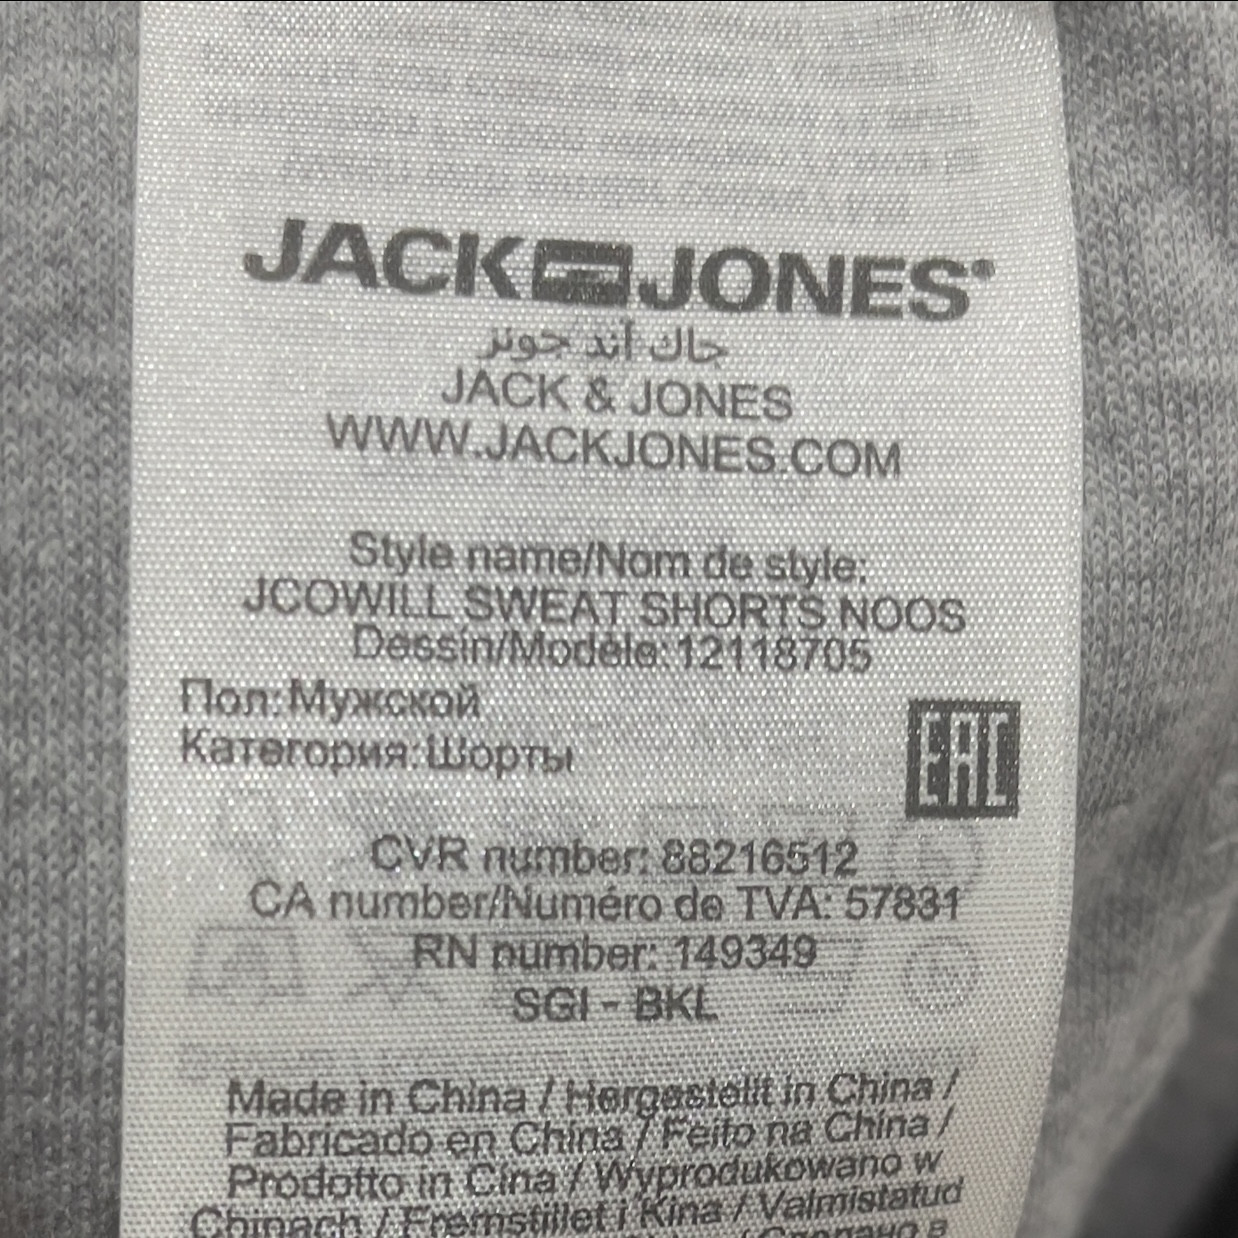 JACK JONES®
جاك آند جونز
JACK & JONES
WWW.JACKJONES.COM
Style name/Nom de style:
JCOWILL SWEAT SHORTS NOOS
Dessin/Modèle: 12118705
Пол: Мужской
Категория: Шорты
EAC
CVR number: 88216512
CA number/Numéro de TVA: 57831
RN number: 149349
SGI - BKL
Made in China / Hergestellt in China /
Fabricado en China / Feito na China /
Prodotto in Cina / Wyprodukowano w
Chinach / Fremstillet i Kina / Valmistatud